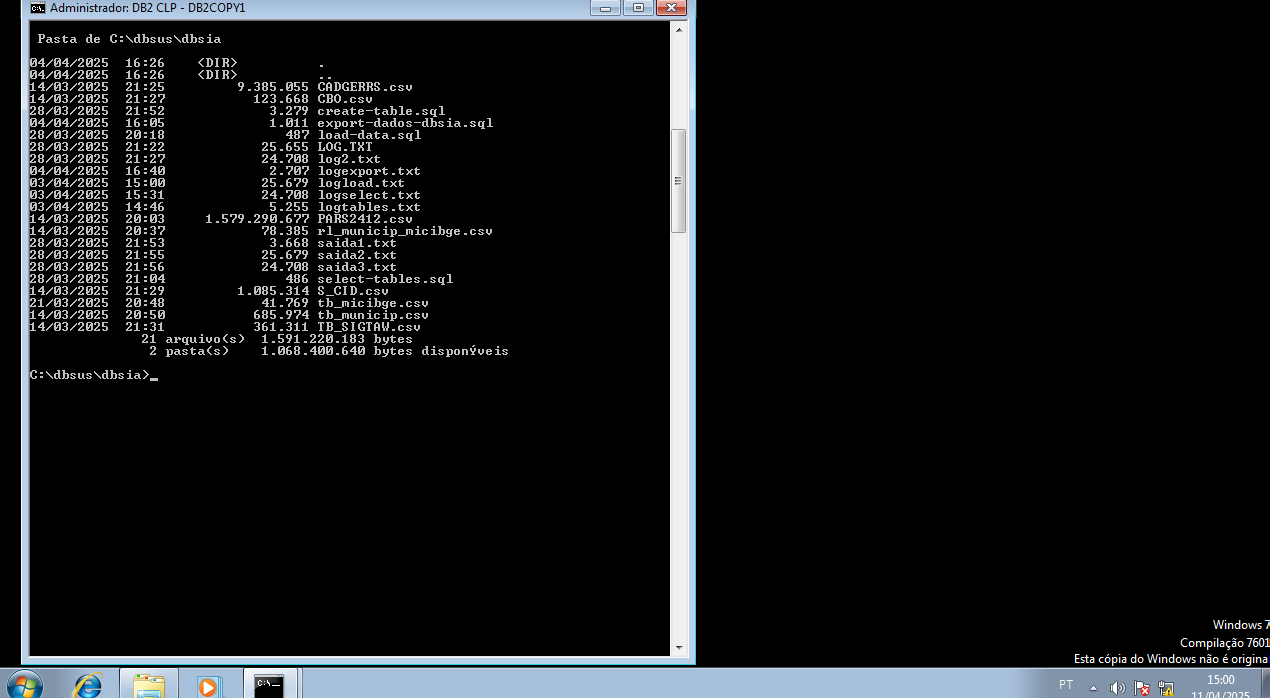 Administrador: DB2 CLP - DB2COPY1
Pasta de C:\dbsus\dbsia
04/04/2025 16:26 <DIR> .
04/04/2025 16:26 <DIR> ..
14/03/2025 21:25 9.385.055 CADGERRS.csv
14/03/2025 21:27 123.668 CBO.csv
28/03/2025 21:52 3.279 create-table.sql
04/04/2025 16:05 1.011 export-dados-dbsia.sql
28/03/2025 20:18 487 load-data.sql
28/03/2025 21:22 25.655 LOG.TXT
28/03/2025 21:27 24.708 log2.txt
04/04/2025 16:40 2.707 logexport.txt
03/04/2025 15:00 25.679 logload.txt
03/04/2025 15:31 24.708 logselect.txt
03/04/2025 14:46 5.255 logtables.txt
14/03/2025 20:03 1.579.290.677 PARS2412.csv
14/03/2025 20:37 78.385 rl_municip_micibge.csv
28/03/2025 21:53 3.668 saida1.txt
28/03/2025 21:55 25.679 saida2.txt
28/03/2025 21:56 24.708 saida3.txt
28/03/2025 21:04 486 select-tables.sql
14/03/2025 21:29 1.085.314 S_CID.csv
21/03/2025 20:48 41.769 tb_micibge.csv
14/03/2025 20:50 685.974 tb_municip.csv
14/03/2025 21:31 361.311 TB_SIGTAW.csv
21 arquivo(s) 1.591.220.183 bytes
2 pasta(s) 1.068.400.640 bytes disponÝveis
C:\dbsus\dbsia>_
Windows 7
Compilação 7601
Esta cópia do Windows não é origina
PT
15:00
11/04/2025